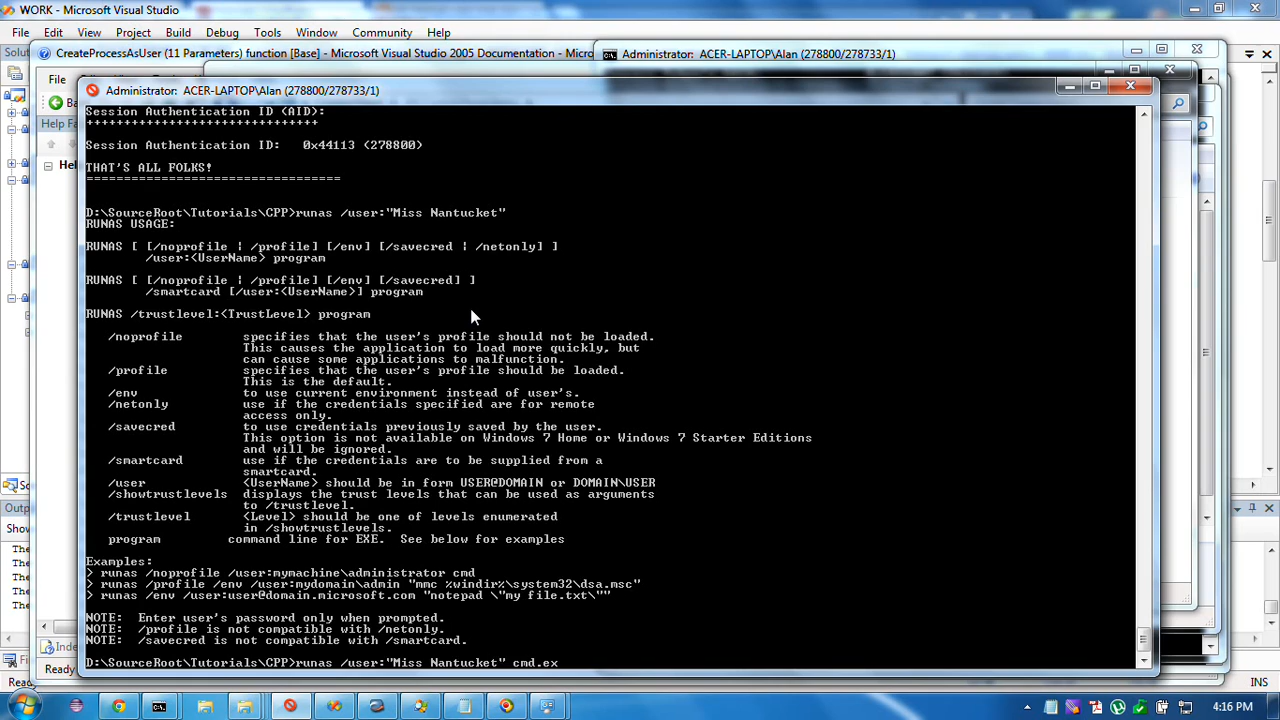 WORK - Microsoft Visual Studio
File Edit View Project Build Debug Tools Window Community Help
CreateProcessAsUser (11 Parameters) function [Base] - Microsoft Visual Studio 2005 Documentation - Micro
Administrator: ACER-LAPTOP\Alan (278800/278733/1)
File
Help Fa
Hel
Administrator: ACER-LAPTOP\Alan (278800/278733/1)
Session Authentication ID (AID):
+++++++++++++++++++++++++++++++
Session Authentication ID:   0x44113 (278800)
THAT'S ALL FOLKS!
==================================
D:\SourceRoot\Tutorials\CPP>runas /user:"Miss Nantucket"
RUNAS USAGE:
RUNAS [ [/noprofile | /profile] [/env] [/savecred | /netonly] ]
/user:<UserName> program
RUNAS [ [/noprofile | /profile] [/env] [/savecred] ]
/smartcard [/user:<UserName>] program
RUNAS /trustlevel:<TrustLevel> program
/noprofile        specifies that the user's profile should not be loaded.
This causes the application to load more quickly, but
can cause some applications to malfunction.
/profile          specifies that the user's profile should be loaded.
This is the default.
/env              to use current environment instead of user's.
/netonly          use if the credentials specified are for remote
access only.
/savecred         to use credentials previously saved by the user.
This option is not available on Windows 7 Home or Windows 7 Starter Editions
and will be ignored.
/smartcard        use if the credentials are to be supplied from a
smartcard.
/user             <UserName> should be in form USER@DOMAIN or DOMAIN\USER
/showtrustlevels  displays the trust levels that can be used as arguments
to /trustlevel.
/trustlevel       <Level> should be one of levels enumerated
in /showtrustlevels.
program         command line for EXE.  See below for examples
Examples:
> runas /noprofile /user:mymachine\administrator cmd
> runas /profile /env /user:mydomain\admin "mmc %windir%\system32\dsa.msc"
> runas /env /user:user@domain.microsoft.com "notepad \"my file.txt\""
NOTE:  Enter user's password only when prompted.
NOTE:  /profile is not compatible with /netonly.
NOTE:  /savecred is not compatible with /smartcard.
D:\SourceRoot\Tutorials\CPP>runas /user:"Miss Nantucket" cmd.ex
Outp
Show
The
The
The
The
The
Inde
Ready
INS
4:16 PM